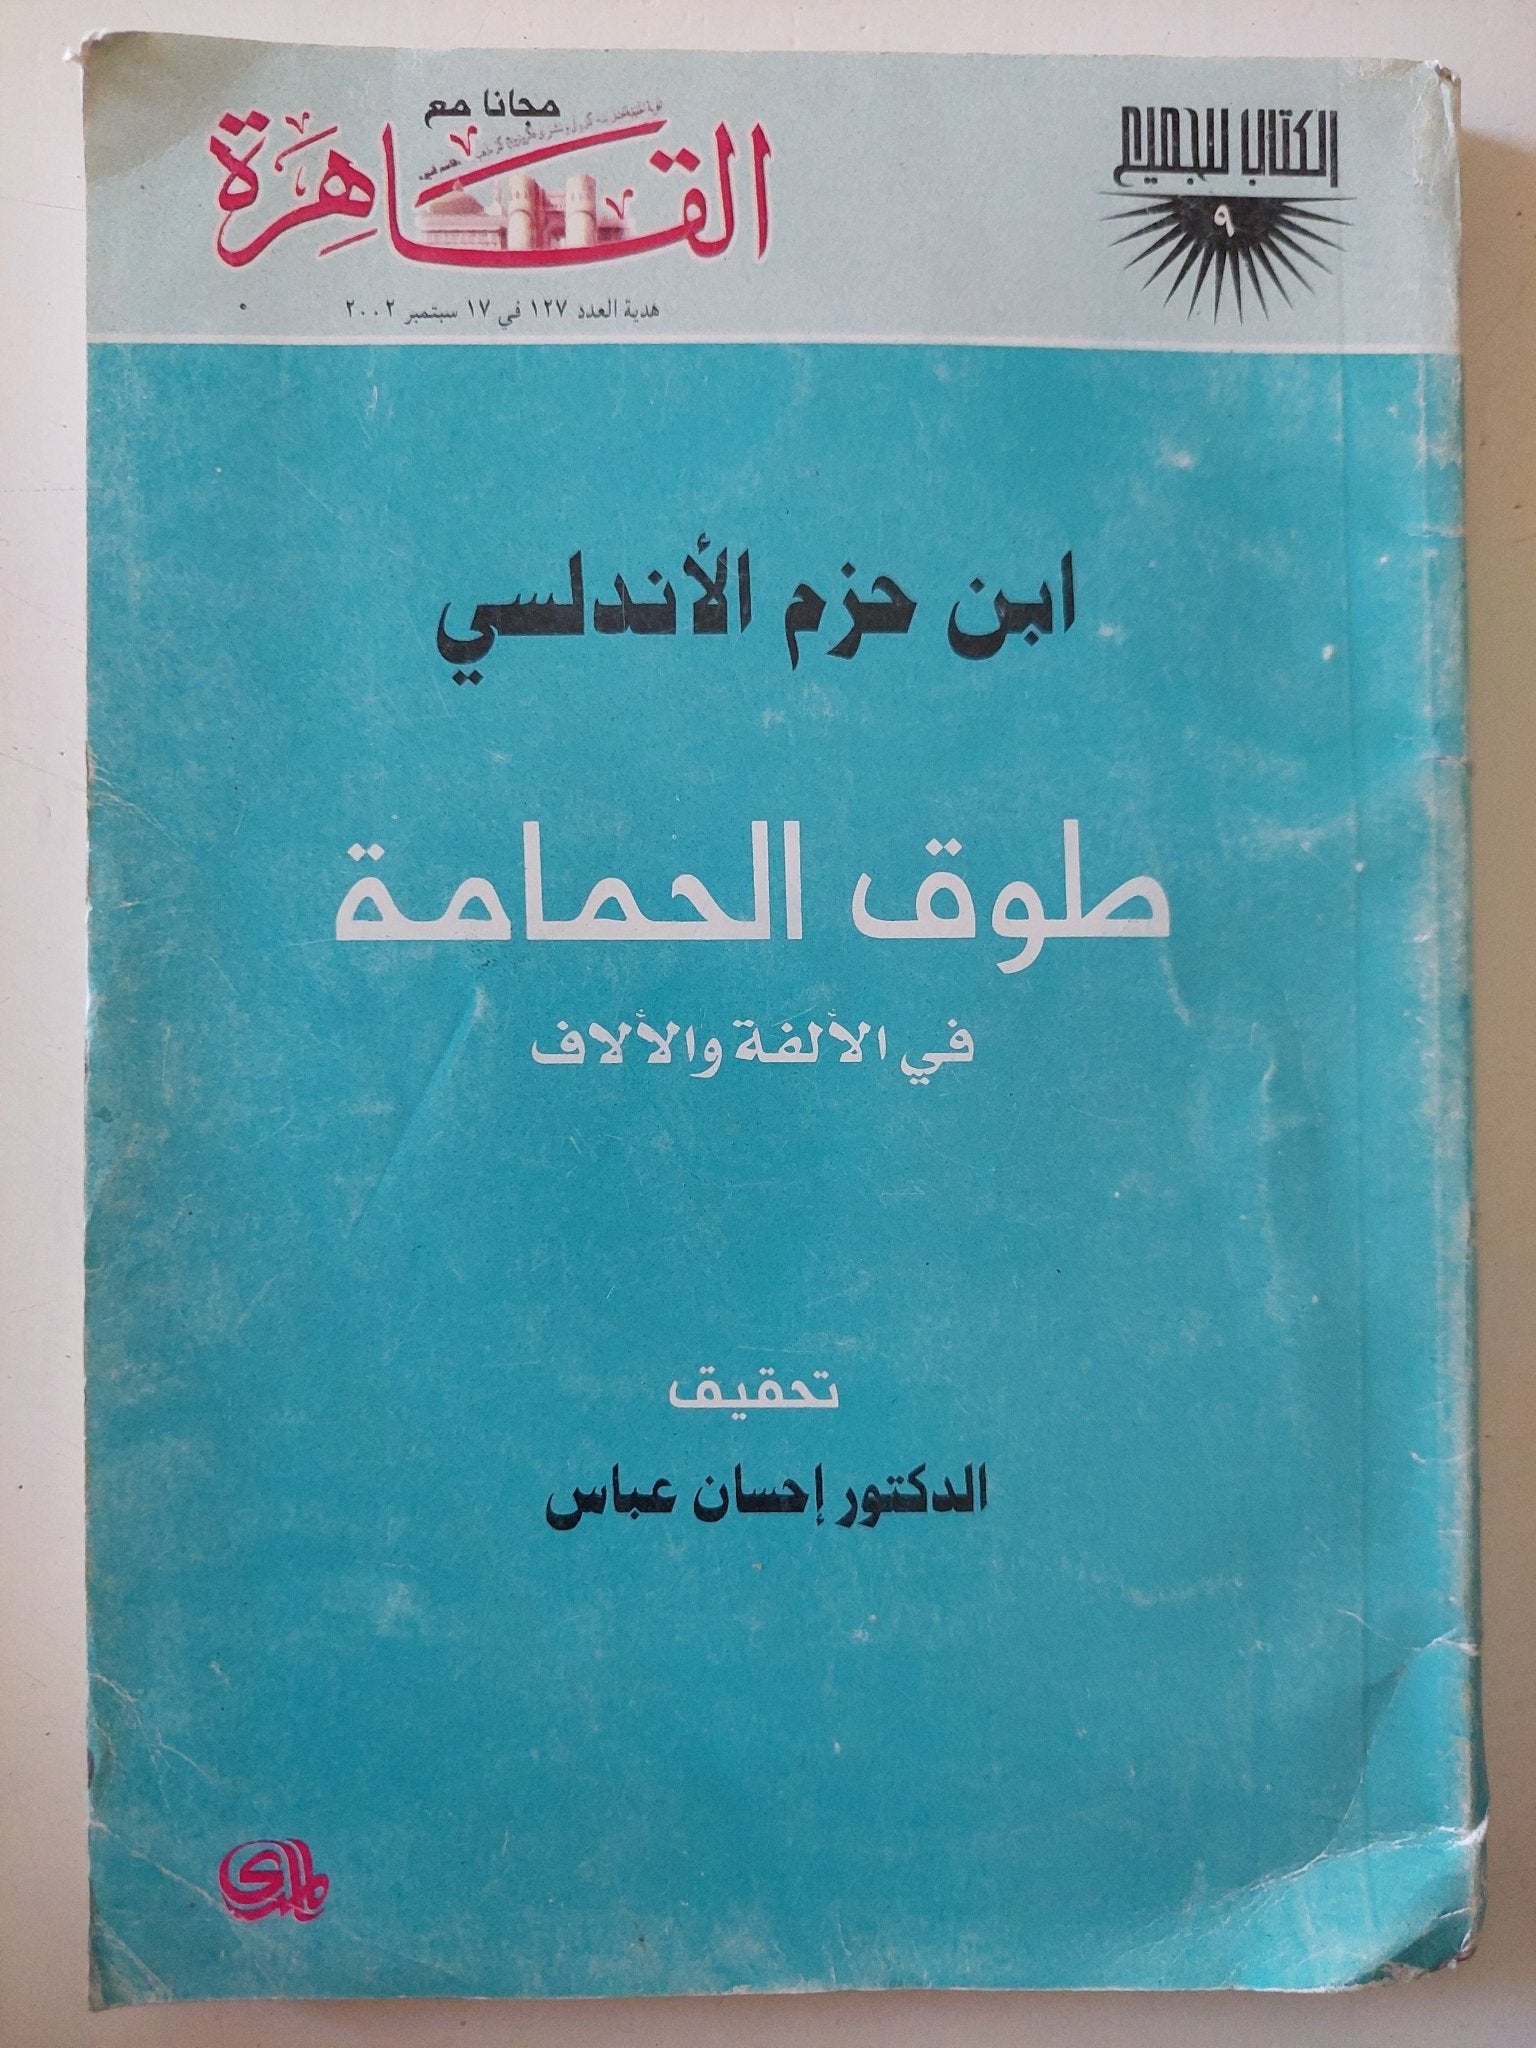 الكتاب للجميع
٩
مجانا مع
القاهرة
هدية العدد ١٢٧ في ١٧ سبتمبر ٢٠٠٢
ابن حزم الأندلسي
طوق الحمامة
في الألفة والألاف
تحقيق
الدكتور إحسان عباس
المدى